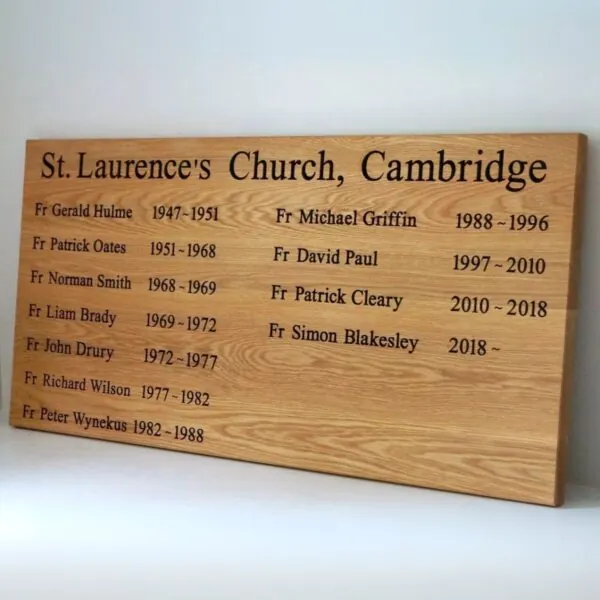 St. Laurence's Church, Cambridge
Fr Gerald Hulme 1947~1951
Fr Patrick Oates 1951~1968
Fr Norman Smith 1968~1969
Fr Liam Brady 1969~1972
Fr John Drury 1972~1977
Fr Richard Wilson 1977~1982
Fr Peter Wynekus 1982~1988
Fr Michael Griffin 1988~1996
Fr David Paul 1997~2010
Fr Patrick Cleary 2010~2018
Fr Simon Blakesley 2018~